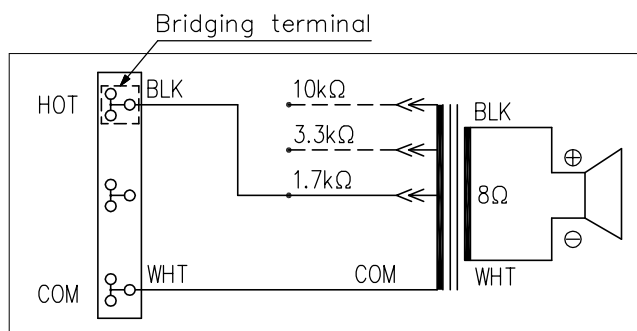 Bridging terminal
HOT
BLK
10kΩ
3.3kΩ
1.7kΩ
BLK
8Ω
⊕
⊖
COM
WHT
COM
WHT